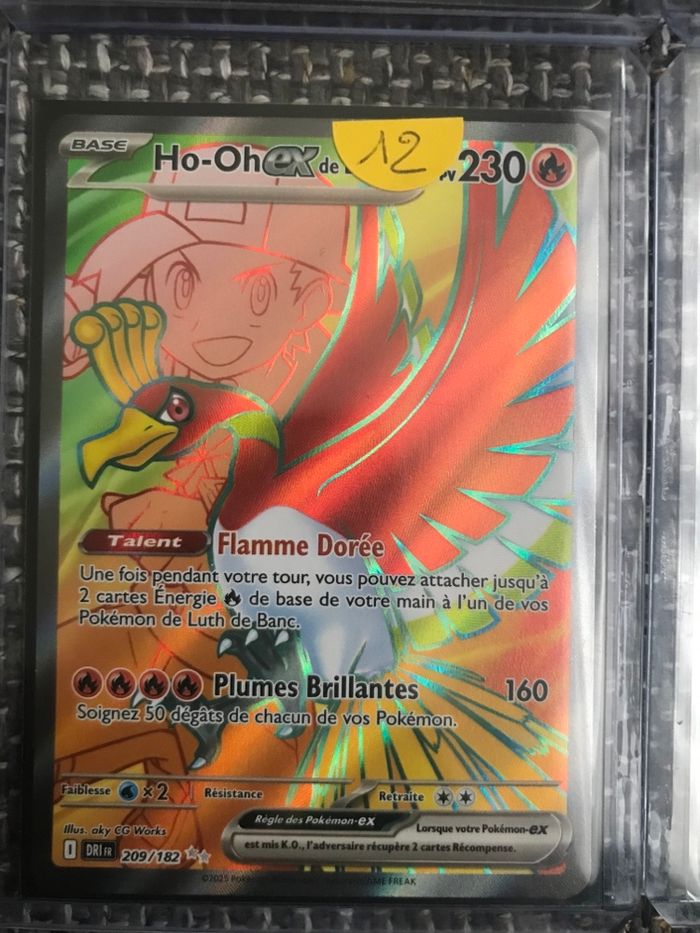 BASE
Ho-Oh ex de
12
PV 230
Talent Flamme Dorée
Une fois pendant votre tour, vous pouvez attacher jusqu'à
2 cartes Énergie de base de votre main à l'un de vos
Pokémon de Luth de Banc.
Plumes Brillantes 160
Soignez 50 dégâts de chacun de vos Pokémon.
Faiblesse ×2 Résistance Retraite
Règle des Pokémon-ex Lorsque votre Pokémon-ex
est mis K.O., l'adversaire récupère 2 cartes Récompense.
Illus. aky CG Works
I DRI FR 209/182
©2025 GAME FREAK